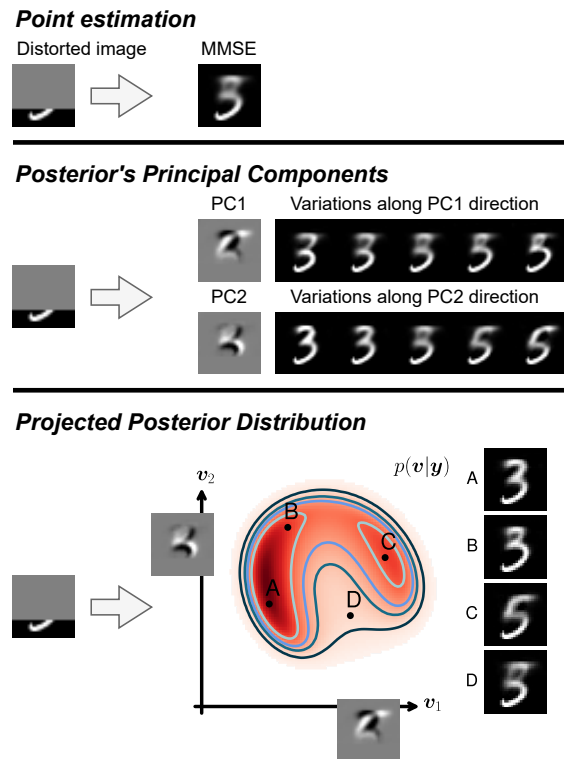 Point estimation
Distorted image MMSE
Posterior's Principal Components
PC1 Variations along PC1 direction
PC2 Variations along PC2 direction
Projected Posterior Distribution
p(v|y)
v₂
A
B
C
D
A
B
C
D
v₁